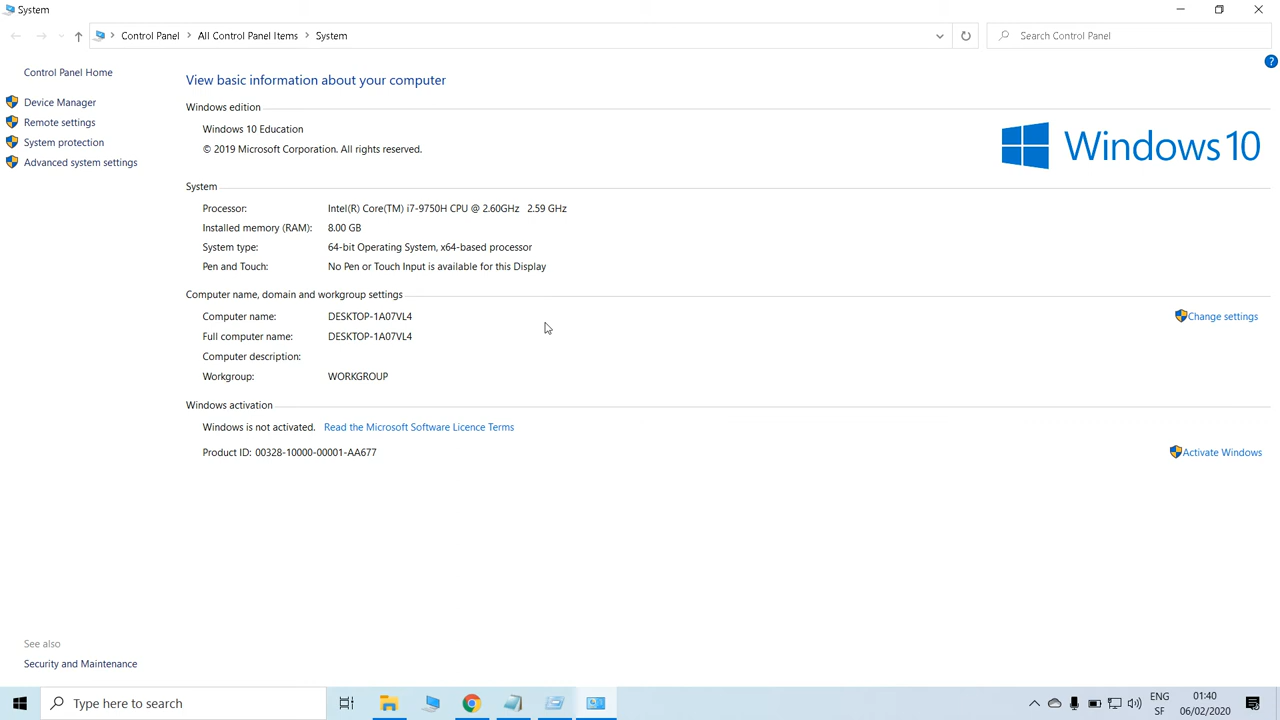 System
Control Panel All Control Panel Items System
Search Control Panel
Control Panel Home
Device Manager
Remote settings
System protection
Advanced system settings
View basic information about your computer
Windows edition
Windows 10 Education
© 2019 Microsoft Corporation. All rights reserved.
Windows 10
System
Processor: Intel(R) Core(TM) i7-9750H CPU @ 2.60GHz 2.59 GHz
Installed memory (RAM): 8.00 GB
System type: 64-bit Operating System, x64-based processor
Pen and Touch: No Pen or Touch Input is available for this Display
Computer name, domain and workgroup settings
Computer name: DESKTOP-1A07VL4
Change settings
Full computer name: DESKTOP-1A07VL4
Computer description:
Workgroup: WORKGROUP
Windows activation
Windows is not activated. Read the Microsoft Software Licence Terms
Product ID: 00328-10000-00001-AA677
Activate Windows
See also
Security and Maintenance
Type here to search
ENG
SF
01:40
06/02/2020